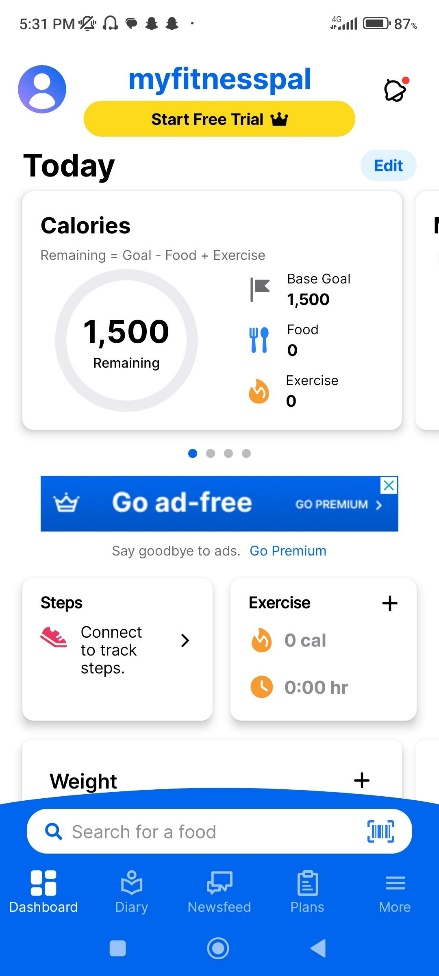 5:31 PM
4G
87%
myfitnesspal
Start Free Trial
Today
Edit
Calories
Remaining = Goal - Food + Exercise
1,500
Remaining
Base Goal
1,500
Food
0
Exercise
0
Go ad-free
GO PREMIUM
Say goodbye to ads. Go Premium
Steps
Connect
to track
steps.
Exercise
0 cal
0:00 hr
Weight
Search for a food
Dashboard
Diary
Newsfeed
Plans
More